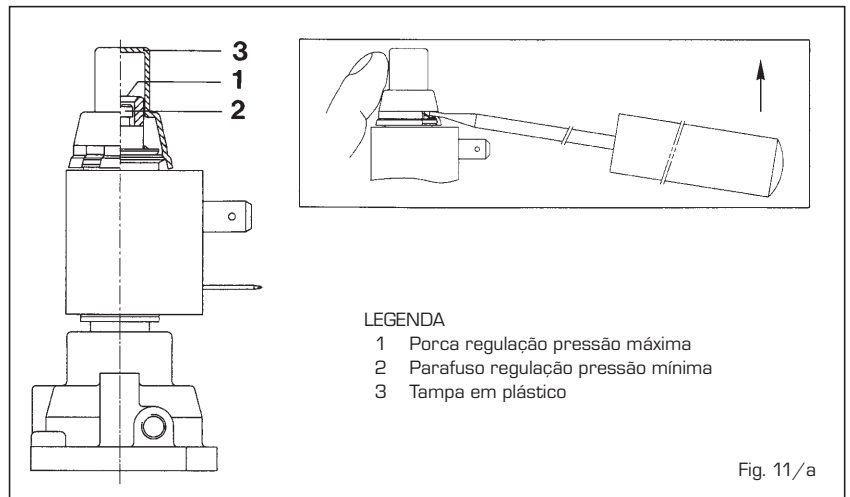 3
1
2
LEGENDA
1 Porca regulação pressão máxima
2 Parafuso regulação pressão mínima
3 Tampa em plástico
Fig. 11/a